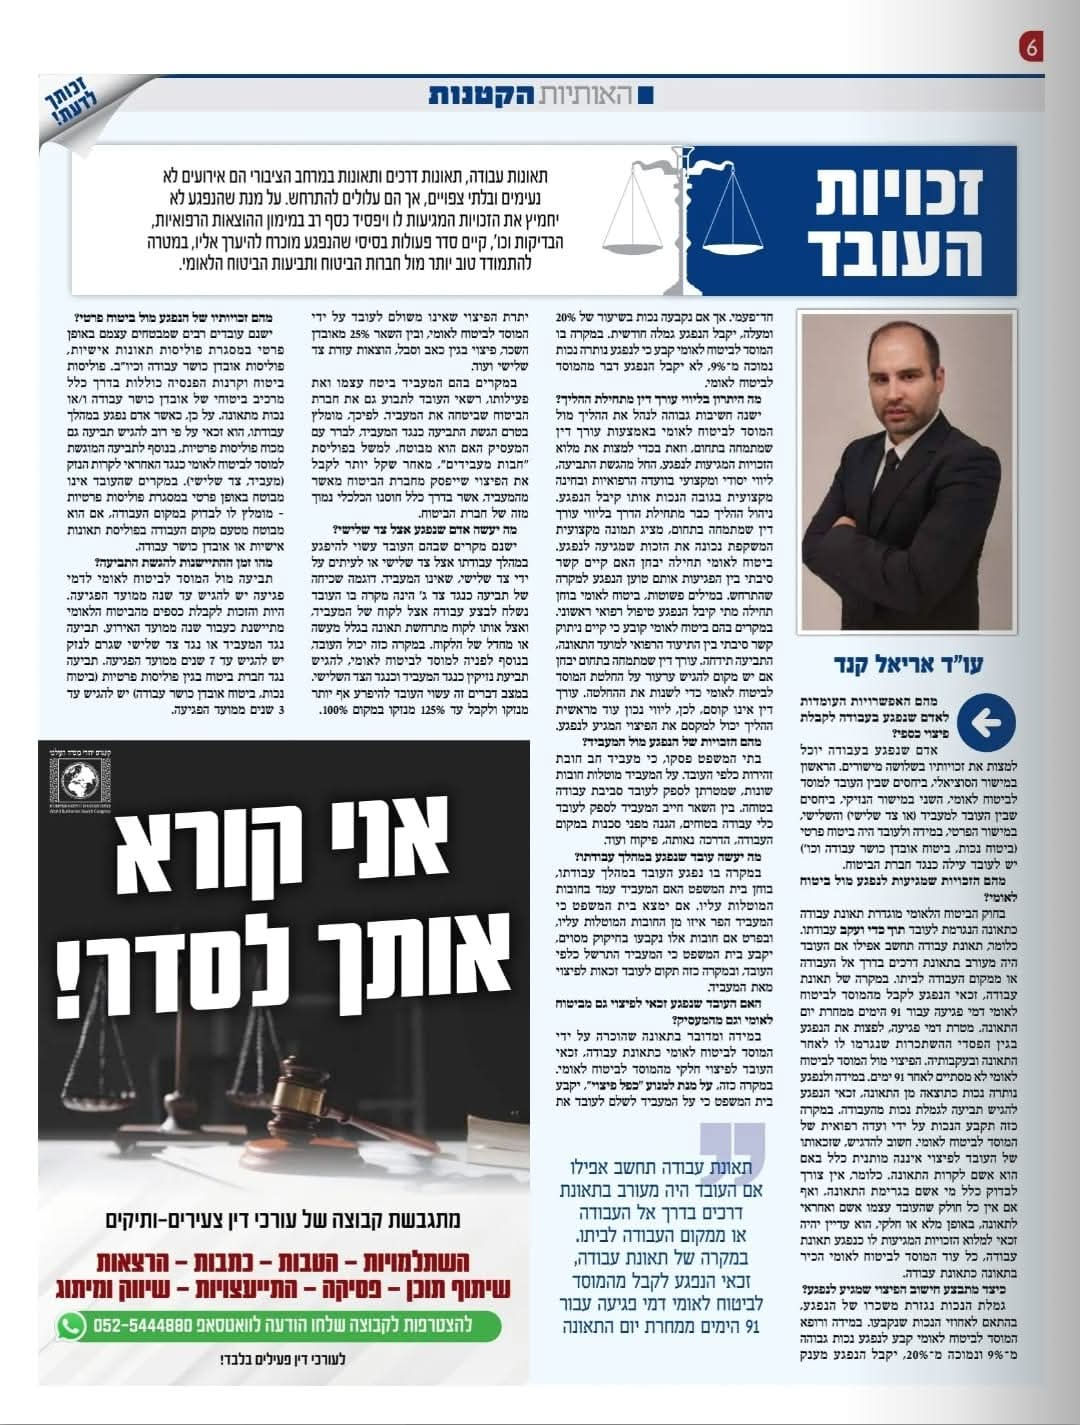 6
האותיות הקטנות
זכותך
לדעת!
זכויות
העובד
תאונות עבודה, תאונות דרכים ותאונות במרחב הציבורי הם אירועים לא
נעימים ובלתי צפויים, אך הם עלולים להתרחש. על מנת שהנפגע לא
יחמיץ את הזכויות המגיעות לו ויפסיד כסף רב במימון ההוצאות הרפואיות,
הבדיקות וכו', קיים סדר פעולות בסיסי שהנפגע מוכרח להיערך אליו, במטרה
להתמודד טוב יותר מול חברות הביטוח ותביעות הביטוח הלאומי.
עו"ד אריאל קנד
מהם האפשרויות העומדות
לאדם שנפגע בעבודה לקבלת
פיצוי כספי?
אדם שנפגע בעבודה יוכל
למצות את זכויותיו בשלושה מישורים. הראשון
במישור הסוציאלי, ביחסים שבין העובד למוסד
לביטוח לאומי, השני במישור הנזיקי, ביחסים
שבין העובד למעביד (או צד שלישי) והשלישי,
במישור הפרטי, במידה ולעובד היה ביטוח פרטי
(ביטוח נכות, ביטוח אובדן כושר עבודה וכו')
יש לעובד עילה כנגד חברת הביטוח.
מהם הזכויות שמגיעות לנפגע מול ביטוח
לאומי?
בחוק הביטוח הלאומי מוגדרת תאונת עבודה
כתאונה הנגרמת לעובד תוך כדי ועקב עבודתו.
כלומר, תאונת עבודה תחשב אפילו אם העובד
היה מעורב בתאונת דרכים בדרך אל העבודה
או ממקום העבודה לביתו. במקרה של תאונת
עבודה, זכאי הנפגע לקבל מהמוסד לביטוח
לאומי דמי פגיעה עבור 91 הימים ממחרת יום
התאונה. מטרת דמי פגיעה, לפצות את הנפגע
בגין הפסדי ההשתכרות שנגרמו לו לאחר
התאונה ובעקבותיה. הפיצוי מול המוסד לביטוח
לאומי לא מסתיים לאחר 91 ימים. במידה ולנפגע
נותרה נכות כתוצאה מן התאונה, זכאי הנפגע
להגיש תביעה לגמלת נכות מהעבודה. במקרה
כזה תקבע הנכות על ידי ועדה רפואית של
המוסד לביטוח לאומי. חשוב להדגיש, שזכאותו
של העובד לפיצוי איננה מותנית כלל באם
הוא אשם לקרות התאונה. כלומר, אין צורך
לבדוק כלל מי אשם בגרימת התאונה, ואף
אם אין כל חולק שהעובד עצמו אשם ואחראי
לתאונה, באופן מלא או חלקי, הוא עדיין יהיה
זכאי למלוא הזכויות המגיעות לו כנפגע תאונת
עבודה, כל עוד המוסד לביטוח לאומי הכיר
בתאונה כתאונת עבודה.
כיצד מתבצע חישוב הפיצוי שמגיע לנפגע?
גמלת הנכות נגזרת משכרו של הנפגע,
בהתאם לאחוזי הנכות שנקבעו. במידה ורופא
המוסד לביטוח לאומי קבע לנפגע נכות גבוהה
מ־9% ונמוכה מ־20%, יקבל הנפגע מענק
חד־פעמי. אך אם נקבעה נכות בשיעור של 20%
ומעלה, יקבל הנפגע גמלה חודשית. במקרה בו
המוסד לביטוח לאומי קבע כי לנפגע נותרה נכות
נמוכה מ־9%, לא יקבל הנפגע דבר מהמוסד
לביטוח לאומי.
מה היתרון בליווי עורך דין מתחילת ההליך?
ישנה חשיבות גבוהה לנהל את ההליך מול
המוסד לביטוח לאומי באמצעות עורך דין
שמתמחה בתחום, וזאת בכדי למצות את מלוא
הזכויות המגיעות לנפגע, החל מהגשת התביעה,
ליווי יסודי ומקצועי בוועדה הרפואיות ובחינה
מקצועית בגובה הנכות אותו קיבל הנפגע.
ניהול ההליך כבר מתחילת הדרך בליווי עורך
דין שמתמחה בתחום, מציג תמונה מקצועית
המשקפת נכונה את הזכות שמגיעה לנפגע.
ביטוח לאומי תחילה יבחן האם קיים קשר
סיבתי בין הפגיעות אותם טוען הנפגע למקרה
שהתרחש. במילים פשוטות, ביטוח לאומי בוחן
תחילה מתי קיבל הנפגע טיפול רפואי ראשוני.
במקרים בהם ביטוח לאומי קובע כי קיים ניתוק
קשר סיבתי בין התיעוד הרפואי למועד התאונה,
התביעה תידחה. עורך דין שמתמחה בתחום יבחן
אם יש מקום להגיש ערעור על החלטת המוסד
לביטוח לאומי כדי לשנות את ההחלטה. עורך
דין אינו קוסם, לכן, ליווי נכון עוד מראשית
ההליך יכול למקסם את הפיצוי המגיע לנפגע.
מהם הזכויות של הנפגע מול המעביד?
בתי המשפט פסקו, כי מעביד חב חובת
זהירות כלפי העובד. על המעביד מוטלות חובות
שונות, שמטרתן לספק לעובד סביבת עבודה
בטוחה. בין השאר חייב המעביד לספק לעובד
כלי עבודה בטוחים, הגנה מפני סכנות במקום
העבודה, הדרכה נאותה, פיקוח ועוד.
מה יעשה עובד שנפגע במהלך עבודתו?
במקרה בו נפגע העובד במהלך עבודתו,
בוחן בית המשפט האם המעביד עמד בחובות
המוטלות עליו. אם ימצא בית המשפט כי
המעביד הפר איזו מן החובות המוטלות עליו,
ובפרט אם חובות אלו נקבעו בחיקוק מסוים,
יקבע בית המשפט כי המעביד התרשל כלפי
העובד, ובמקרה כזה תקום לעובד זכאות לפיצוי
מאת המעביד.
האם העובד שנפגע זכאי לפיצוי גם מביטוח
לאומי וגם מהמעסיק?
במידה ומדובר בתאונה שהוכרה על ידי
המוסד לביטוח לאומי כתאונת עבודה, זכאי
העובד לפיצוי חלקי מהמוסד לביטוח לאומי.
במקרה כזה, על מנת למנוע "כפל פיצוי", יקבע
בית המשפט כי על המעביד לשלם לעובד את
תאונת עבודה תחשב אפילו
אם העובד היה מעורב בתאונת
דרכים בדרך אל העבודה
או ממקום העבודה לביתו.
במקרה של תאונת עבודה,
זכאי הנפגע לקבל מהמוסד
לביטוח לאומי דמי פגיעה עבור
91 הימים ממחרת יום התאונה
יתרת הפיצוי שאינו משולם לעובד על ידי
המוסד לביטוח לאומי, ובין השאר 25% מאובדן
השכר, פיצוי בגין כאב וסבל, הוצאות עזרת צד
שלישי ועוד.
במקרים בהם המעביד ביטח עצמו ואת
פעילותו, רשאי העובד לתבוע גם את חברת
הביטוח שביטחה את המעביד. לפיכך, מומלץ
בטרם הגשת התביעה כנגד המעביד, לברר עם
המעסיק האם הוא מבוטח, למשל בפוליסת
"חבות מעבידים", מאחר שקל יותר לקבל
את הפיצוי שייפסק מחברת הביטוח מאשר
מהמעביד, אשר בדרך כלל חוסנו הכלכלי נמוך
מזה של חברת הביטוח.
מה יעשה אדם שנפגע אצל צד שלישי?
ישנם מקרים שבהם העובד עשוי להיפגע
במהלך עבודתו אצל צד שלישי או לעיתים על
ידי צד שלישי, שאינו המעביד. דוגמה שכיחה
של תביעה כנגד צד ג' הינה מקרה בו העובד
נשלח לבצע עבודה אצל לקוח של המעביד,
ואצל אותו לקוח מתרחשת תאונה בגלל מעשה
או מחדל של הלקוח. במקרה כזה יכול העובד,
בנוסף לפניה למוסד לביטוח לאומי, להגיש
תביעת נזיקין כנגד המעביד וכנגד הצד השלישי.
במצב דברים זה עשוי העובד להיפרע אף יותר
מנזקו ולקבל עד 125% מנזקו במקום 100%.
מהם זכויותיו של הנפגע מול ביטוח פרטי?
ישנם עובדים רבים שמבטחים עצמם באופן
פרטי במסגרת פוליסות תאונות אישיות,
פוליסות אובדן כושר עבודה וכיו"ב. פוליסות
ביטוח וקרנות הפנסיה כוללות בדרך כלל
מרכיב ביטוחי של אובדן כושר עבודה ו/או
נכות מתאונה. על כן, כאשר אדם נפגע במהלך
עבודתו, הוא זכאי על פי רוב להגיש תביעה גם
מכוח פוליסות פרטיות, בנוסף לתביעה המוגשת
למוסד לביטוח לאומי כנגד האחראי לקרות הנזק
(מעביד, צד שלישי). במקרים שהעובד אינו
מבוטח באופן פרטי במסגרת פוליסות פרטיות
- מומלץ לו לבדוק במקום העבודה, אם הוא
מבוטח מטעם מקום העבודה בפוליסת תאונות
אישיות או אובדן כושר עבודה.
מהו זמן ההתיישנות להגשת התביעה?
תביעה מול המוסד לביטוח לאומי לדמי
פגיעה יש להגיש עד שנה ממועד הפגיעה.
היות והזכות לקבלת כספים מהביטוח הלאומי
מתיישנת כעבור שנה ממועד האירוע. תביעה
נגד המעביד או נגד צד שלישי שגרם לנזק
יש להגיש עד 7 שנים ממועד הפגיעה. תביעה
נגד חברת ביטוח בגין פוליסות פרטיות (ביטוח
נכות, ביטוח אובדן כושר עבודה) יש להגיש עד
3 שנים ממועד הפגיעה.
אני קורא
אותך לסדר!
מתגבשת קבוצה של עורכי דין צעירים-ותיקים
השתלמויות – הטבות – כתבות – הרצאות
שיתוף תוכן – פסיקה – התייעצויות – שיווק ומיתוג
להצטרפות לקבוצה שלחו הודעה לוואטסאפ 052-5444880
לעורכי דין פעילים בלבד!